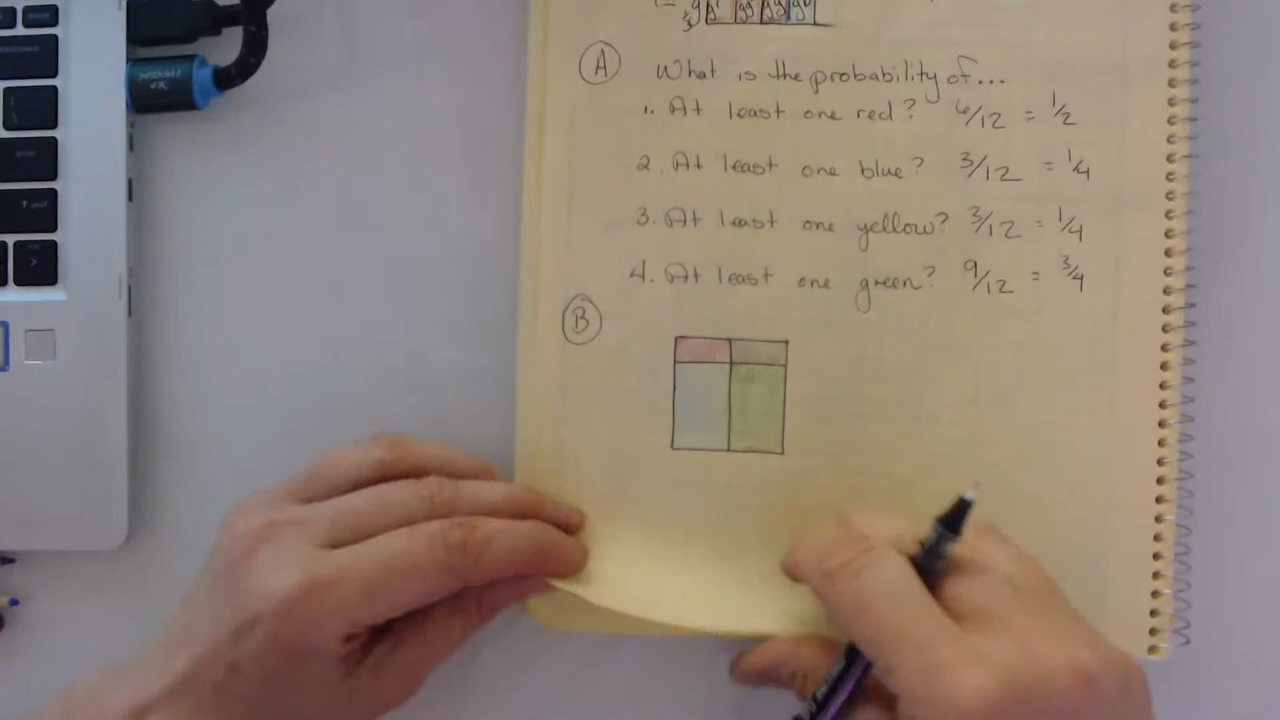 A What is the probability of...
1. At least one red? 6/12 = 1/2
2. At least one blue? 3/12 = 1/4
3. At least one yellow? 3/12 = 1/4
4. At least one green? 9/12 = 3/4
B